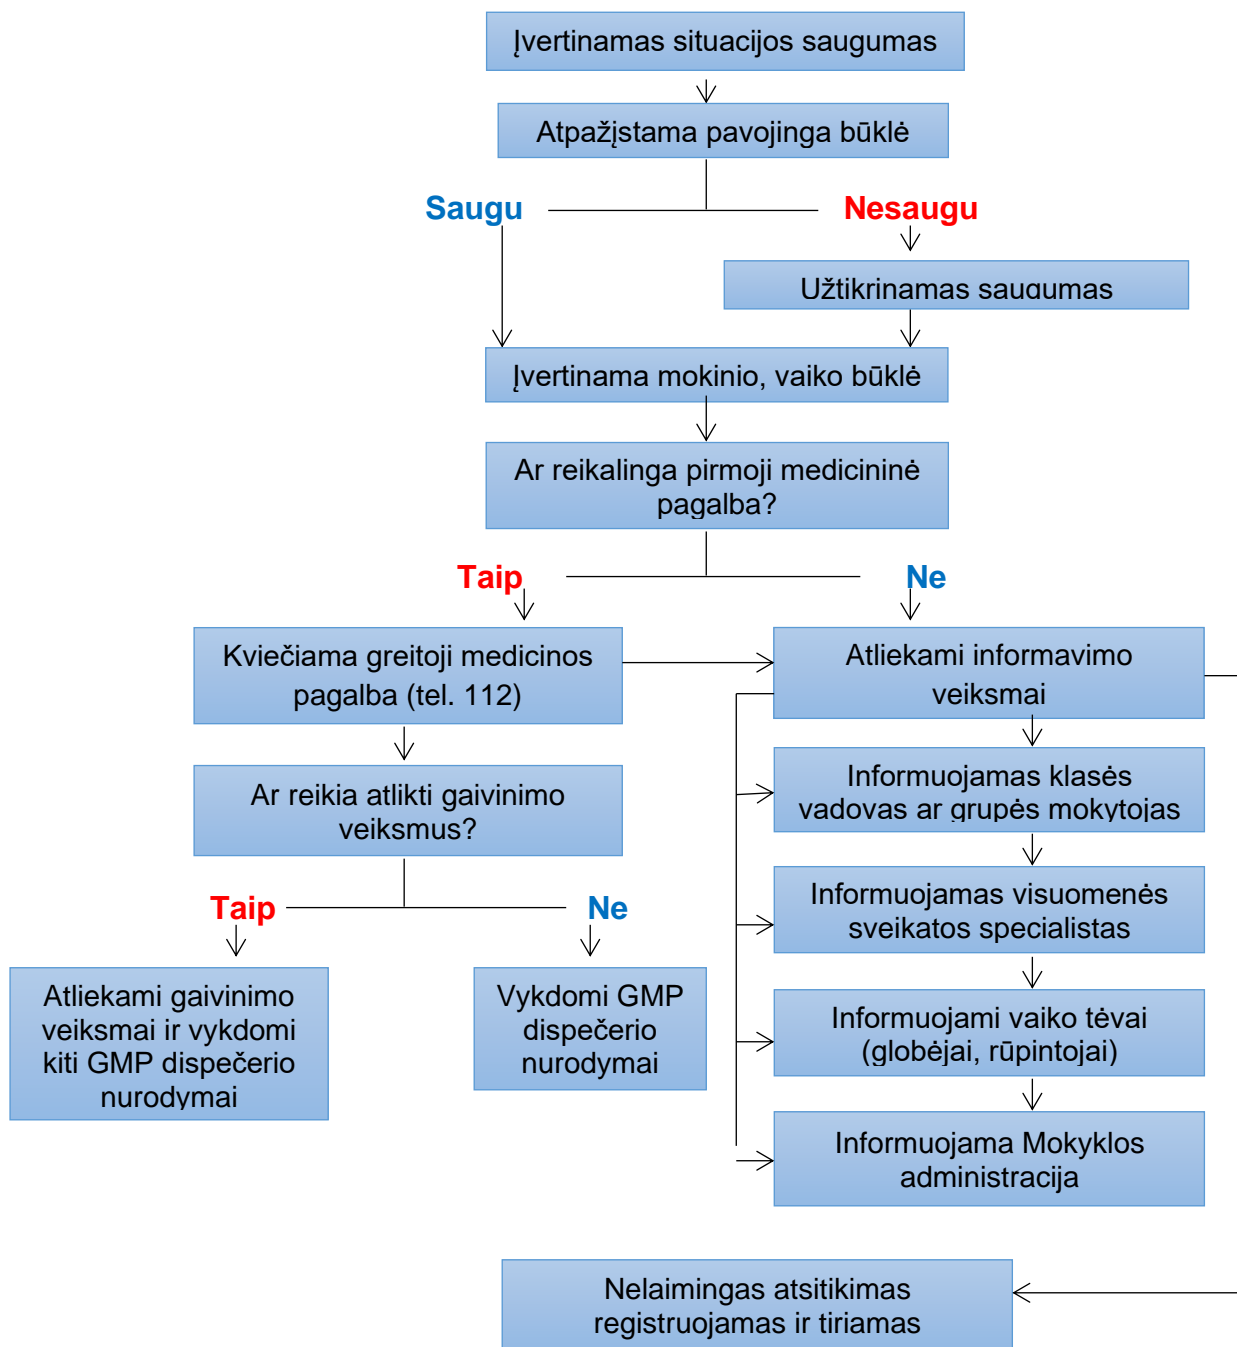 Įvertinamas situacijos saugumas
Atpažįstama pavojinga būklė
Saugu
Nesaugu
Užtikrinamas saugumas
Įvertinama mokinio, vaiko būklė
Ar reikalinga pirmoji medicininė
pagalba?
Taip
Ne
Kviečiama greitoji medicinos
pagalba (tel. 112)
Atliekami informavimo
veiksmai
Ar reikia atlikti gaivinimo
veiksmus?
Informuojamas klasės
vadovas ar grupės mokytojas
Taip
Ne
Informuojamas visuomenės
sveikatos specialistas
Atliekami gaivinimo
veiksmai ir vykdomi
kiti GMP dispečerio
nurodymai
Vykdomi GMP
dispečerio
nurodymai
Informuojami vaiko tėvai
(globėjai, rūpintojai)
Informuojama Mokyklos
administracija
Nelaimingas atsitikimas
registruojamas ir tiriamas